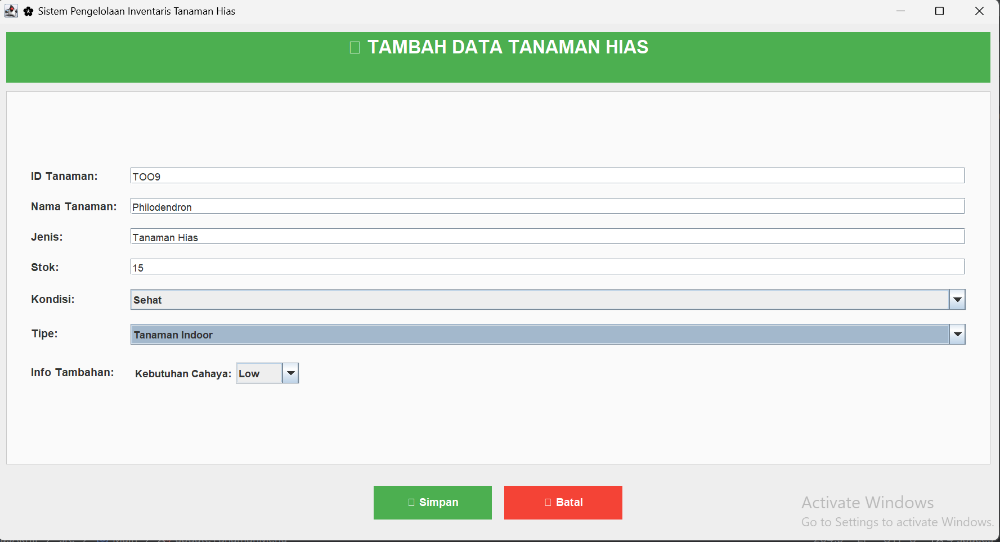 Sistem Pengelolaan Inventaris Tanaman Hias
TAMBAH DATA TANAMAN HIAS
ID Tanaman: TOO9
Nama Tanaman: Philodendron
Jenis: Tanaman Hias
Stok: 15
Kondisi: Sehat
Tipe: Tanaman Indoor
Info Tambahan: Kebutuhan Cahaya: Low
Simpan Batal
Activate Windows
Go to Settings to activate Windows.